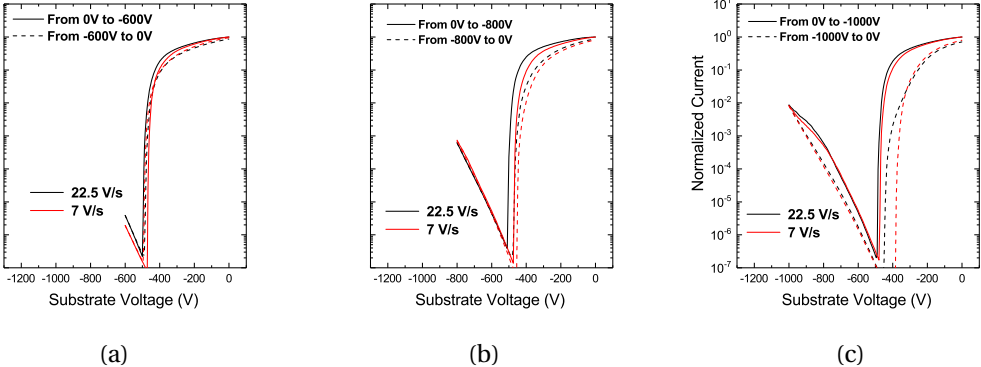 From 0V to -600V
From -600V to 0V
22.5 V/s
7 V/s
-1200 -1000 -800 -600 -400 -200 0
Substrate Voltage (V)
(a)
From 0V to -800V
From -800V to 0V
22.5 V/s
7 V/s
-1200 -1000 -800 -600 -400 -200 0
Substrate Voltage (V)
(b)
Normalized Current
10^1
10^0
10^-1
10^-2
10^-3
10^-4
10^-5
10^-6
10^-7
From 0V to -1000V
From -1000V to 0V
22.5 V/s
7 V/s
-1200 -1000 -800 -600 -400 -200 0
Substrate Voltage (V)
(c)